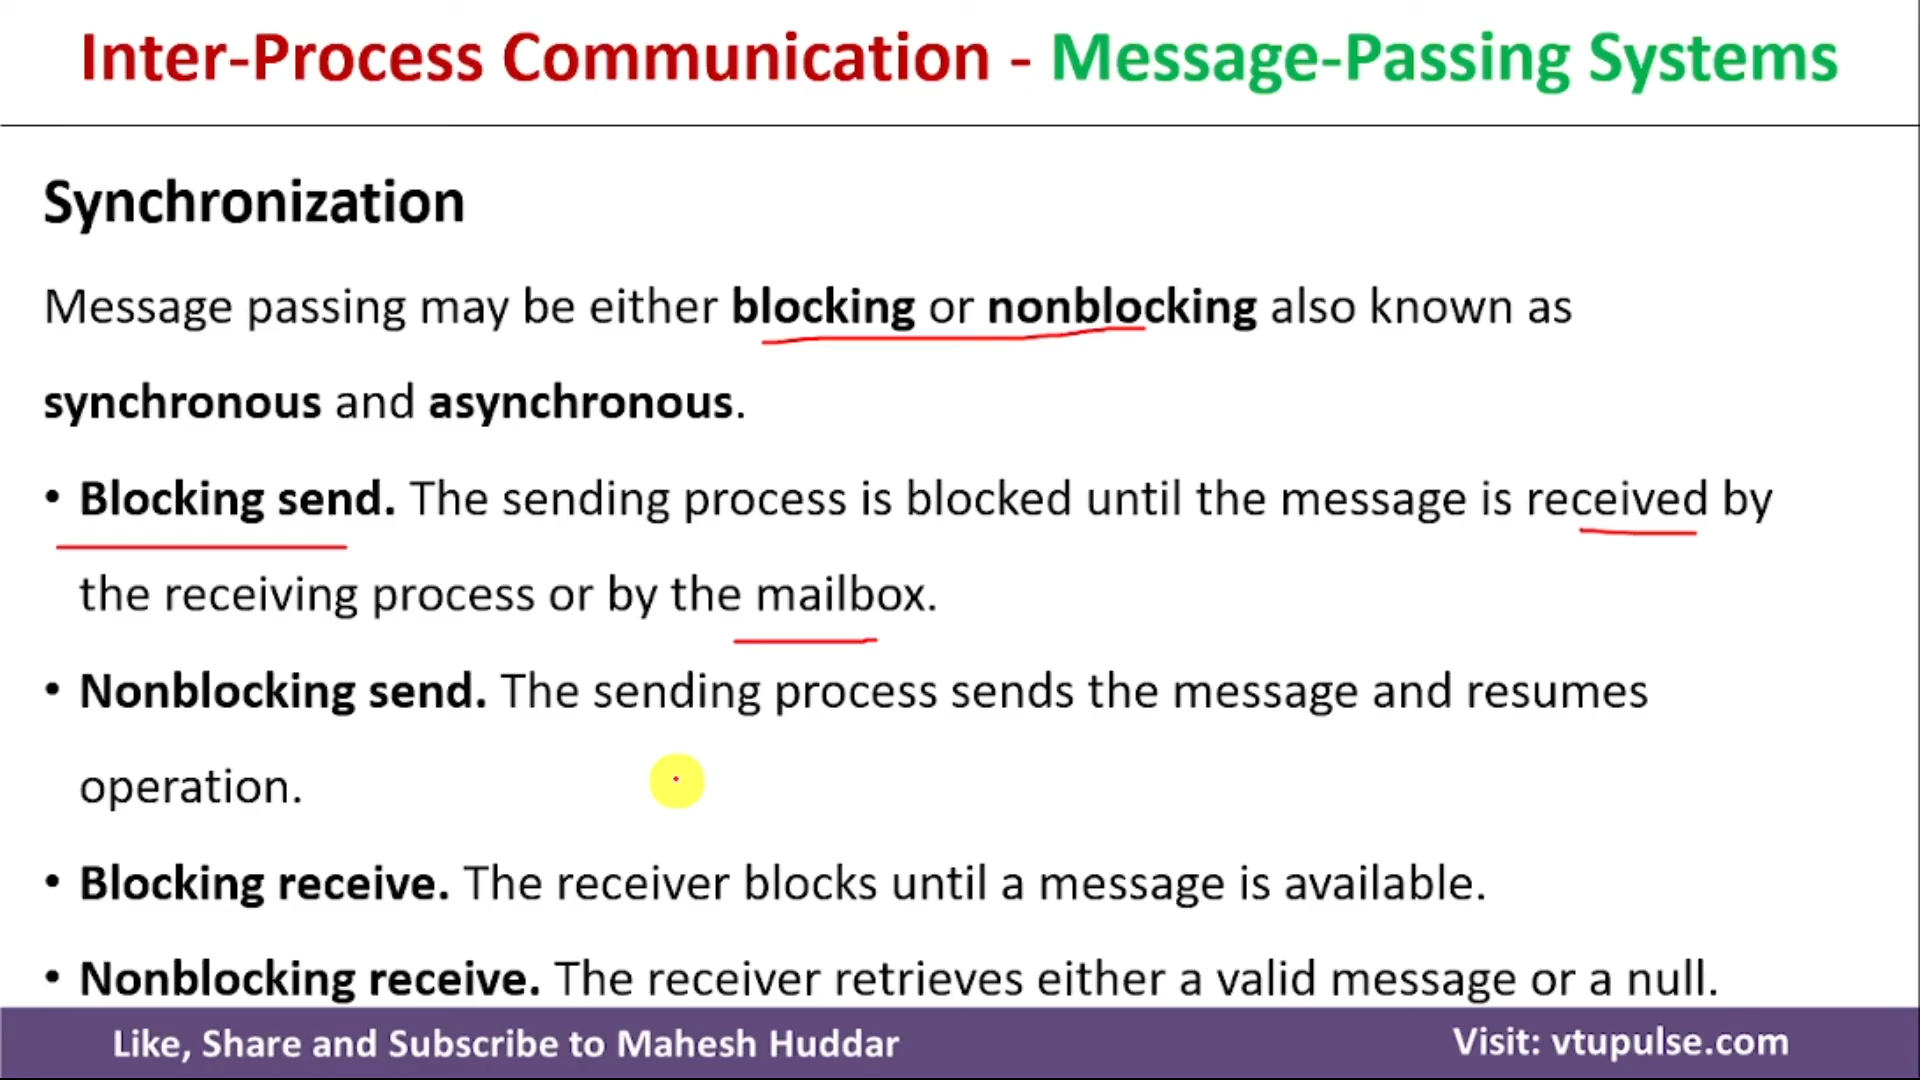 Inter-Process Communication - Message-Passing Systems
Synchronization
Message passing may be either blocking or nonblocking also known as
synchronous and asynchronous.
• Blocking send. The sending process is blocked until the message is received by
the receiving process or by the mailbox.
• Nonblocking send. The sending process sends the message and resumes
operation.
• Blocking receive. The receiver blocks until a message is available.
• Nonblocking receive. The receiver retrieves either a valid message or a null.
Like, Share and Subscribe to Mahesh Huddar
Visit: vtupulse.com